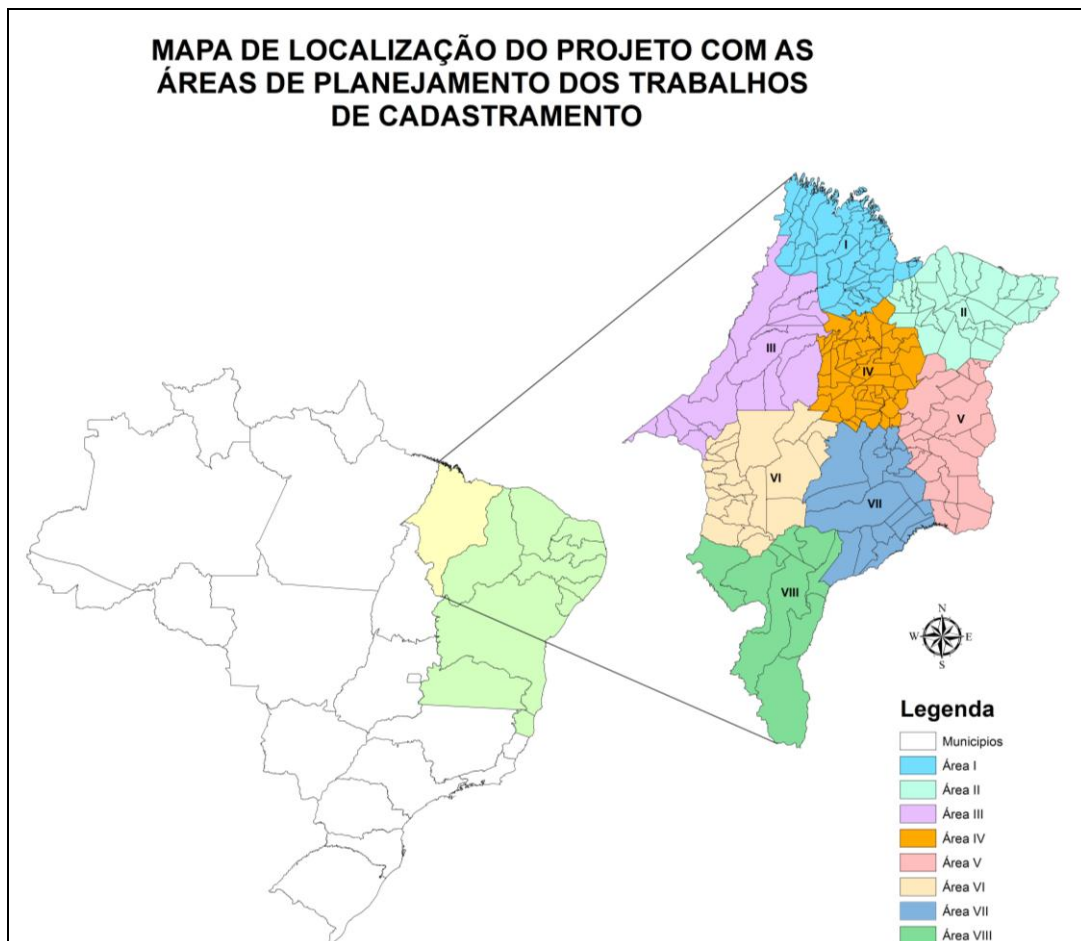 MAPA DE LOCALIZAÇÃO DO PROJETO COM AS
ÁREAS DE PLANEJAMENTO DOS TRABALHOS
DE CADASTRAMENTO
I
II
III
IV
V
VI
VII
VIII
N
W
E
S
Legenda
Municipios
Área I
Área II
Área III
Área IV
Área V
Área VI
Área VII
Área VIII